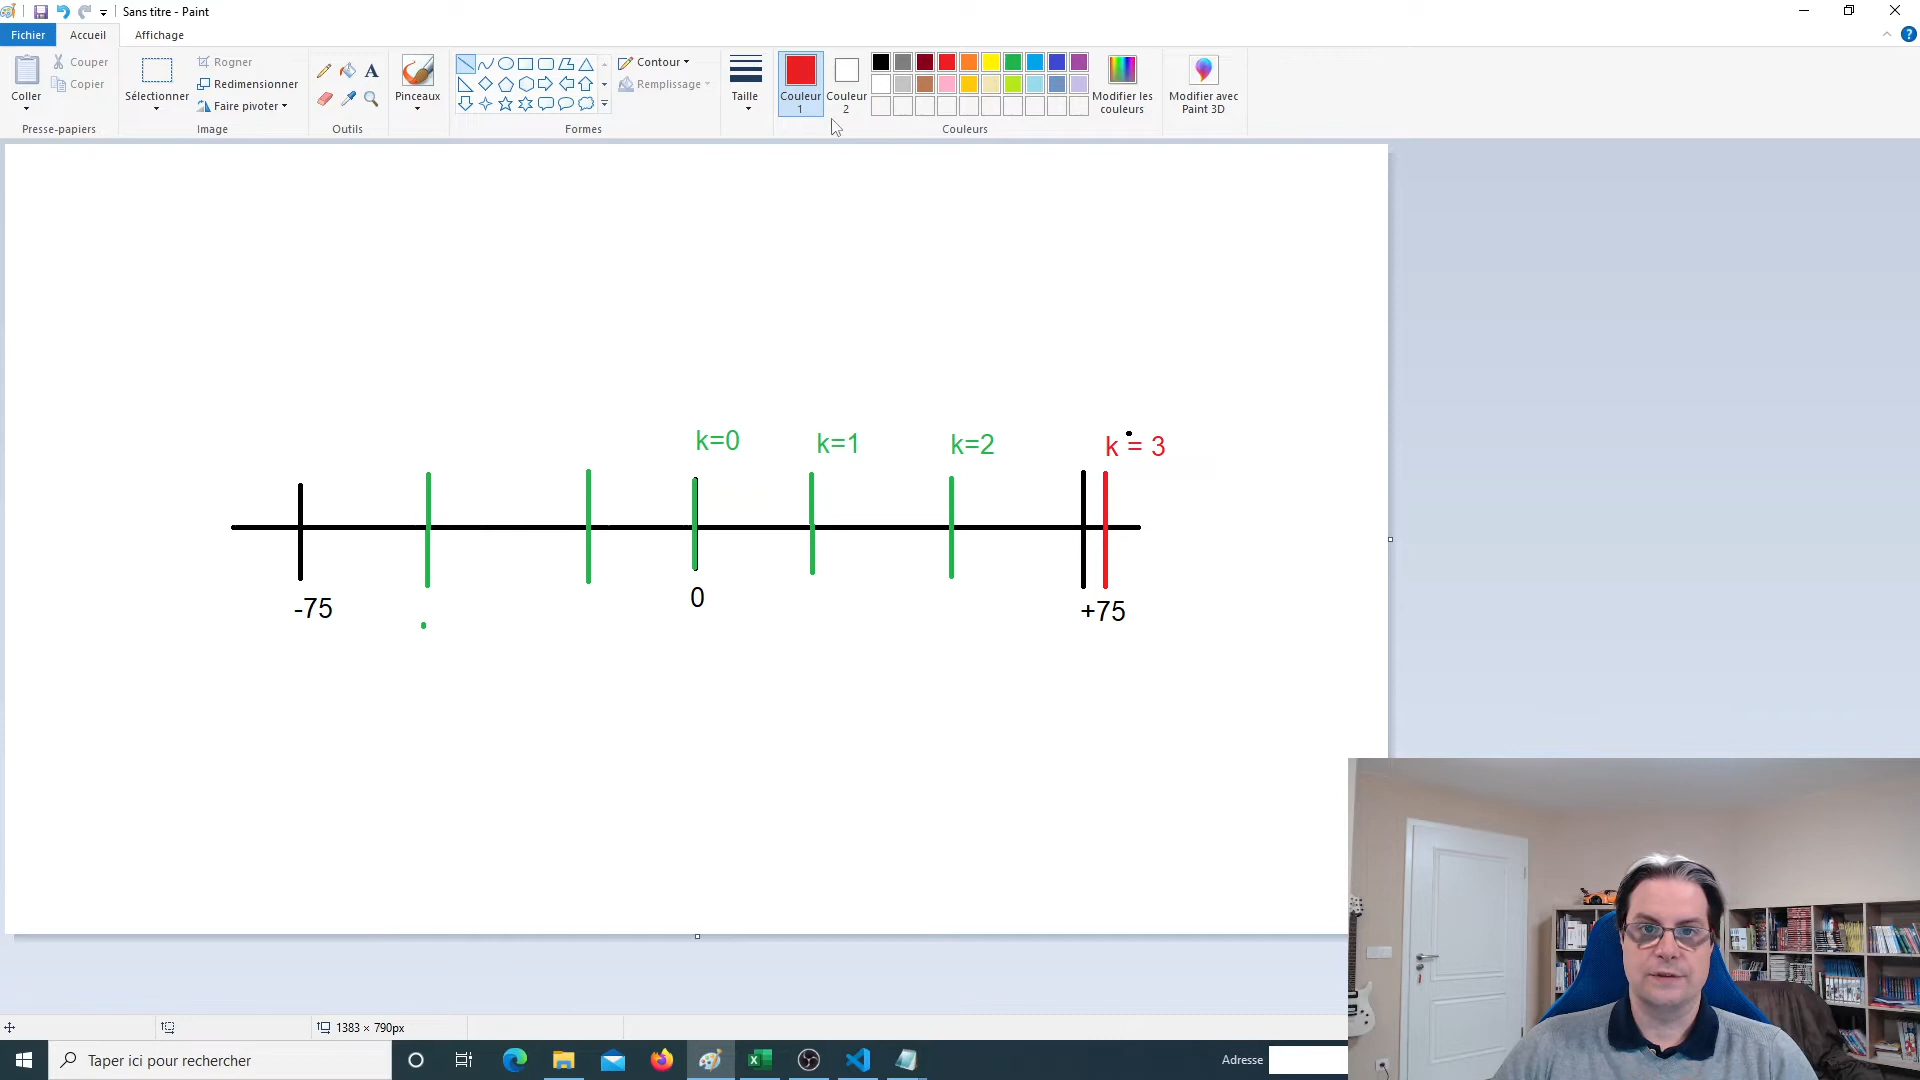 Sans titre - Paint
Fichier
Accueil
Affichage
Coller
Couper
Copier
Presse-papiers
Sélectionner
Rogner
Redimensionner
Faire pivoter
Image
A
Outils
Pinceaux
Contour
Remplissage
Formes
Taille
Couleur 1
Couleur 2
Modifier les couleurs
Couleurs
Modifier avec Paint 3D
?
k=0
k=1
k=2
k = 3
-75
0
+75
1383 × 790px
Taper ici pour rechercher
Adresse